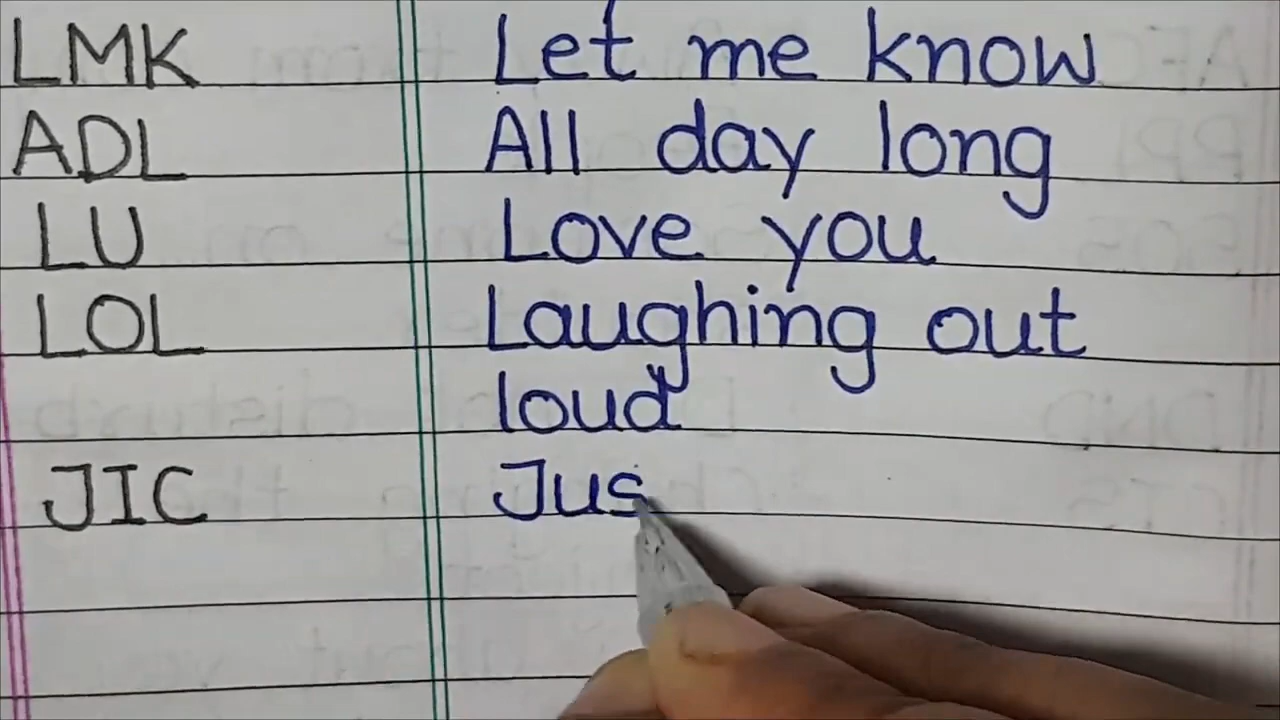 LMK Let me know
ADL All day long
LU Love you
LOL Laughing out
loud
JIC Jus